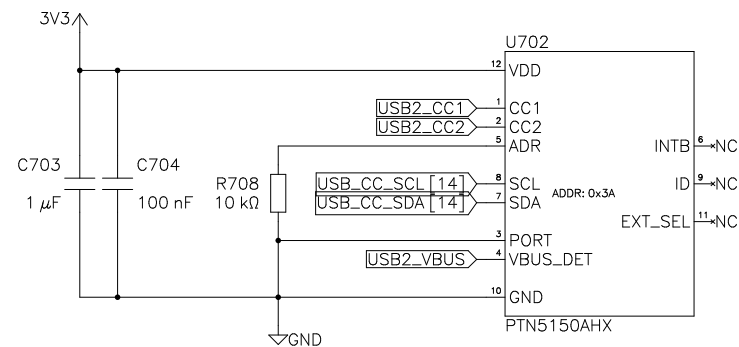 3V3
U702
12 VDD
USB2_CC1 1 CC1
USB2_CC2 2 CC2
5 ADR INTB 6 NC
C703 C704
R708 USB_CC_SCL [14] 8 SCL ID 9 NC
1 μF 100 nF 10 kΩ USB_CC_SDA [14] 7 SDA ADDR: 0x3A
EXT_SEL 11 NC
3 PORT
USB2_VBUS 4 VBUS_DET
10 GND
PTN5150AHX
GND